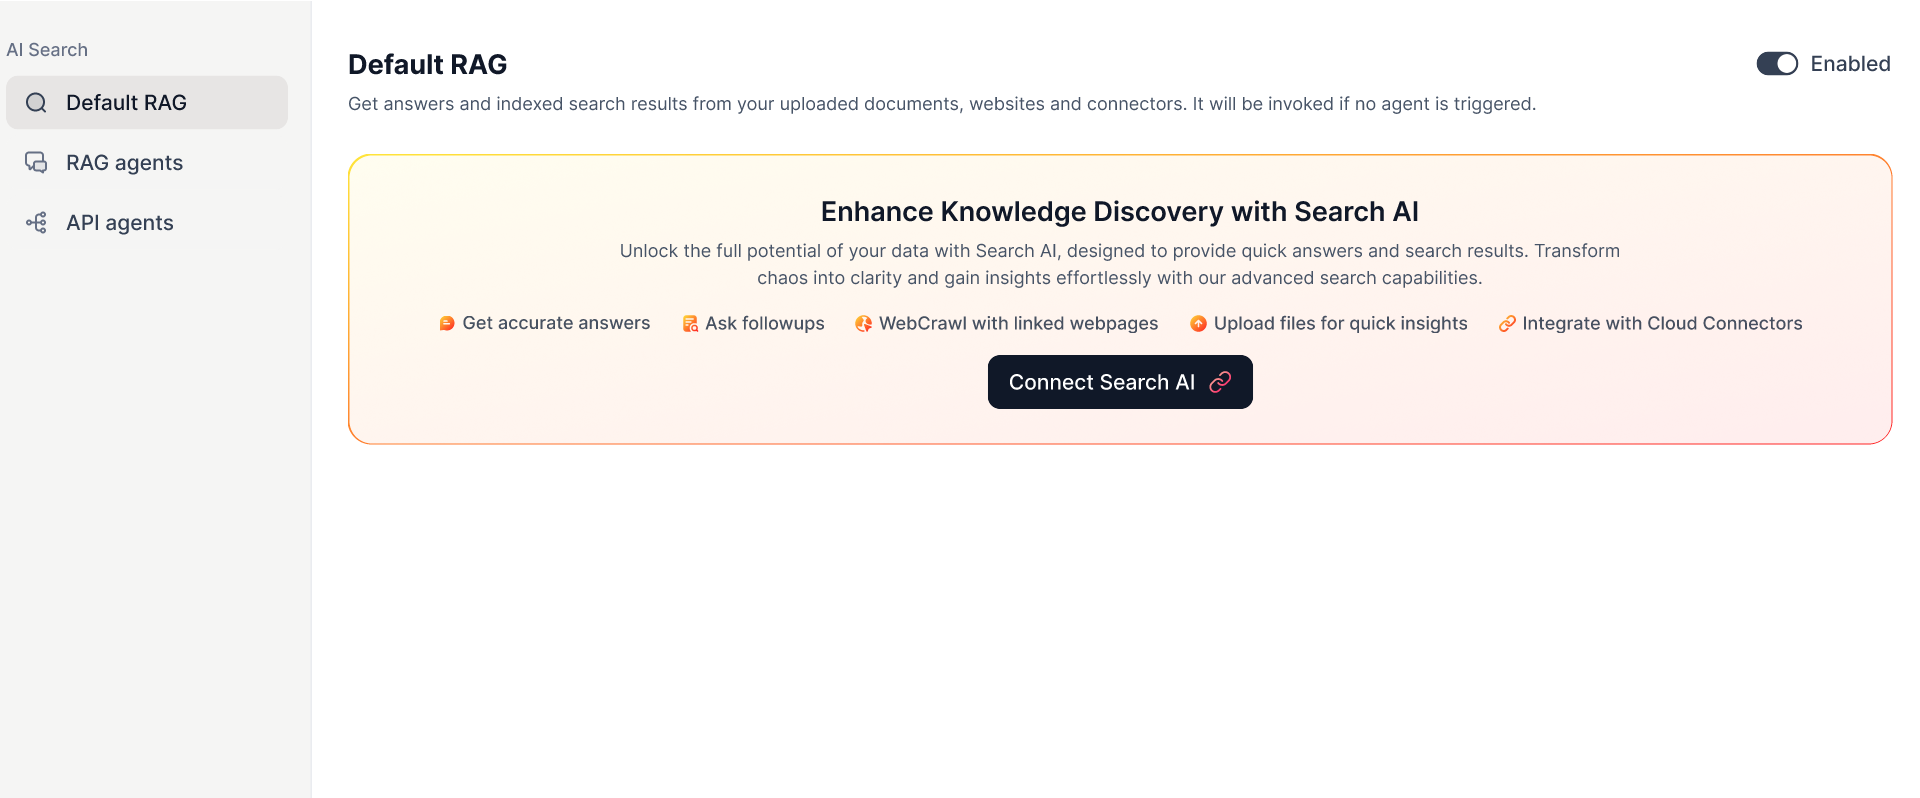 AI Search
Default RAG
RAG agents
API agents
Default RAG
Enabled
Get answers and indexed search results from your uploaded documents, websites and connectors. It will be invoked if no agent is triggered.
Enhance Knowledge Discovery with Search AI
Unlock the full potential of your data with Search AI, designed to provide quick answers and search results. Transform
chaos into clarity and gain insights effortlessly with our advanced search capabilities.
Get accurate answers Ask followups WebCrawl with linked webpages Upload files for quick insights Integrate with Cloud Connectors
Connect Search AI